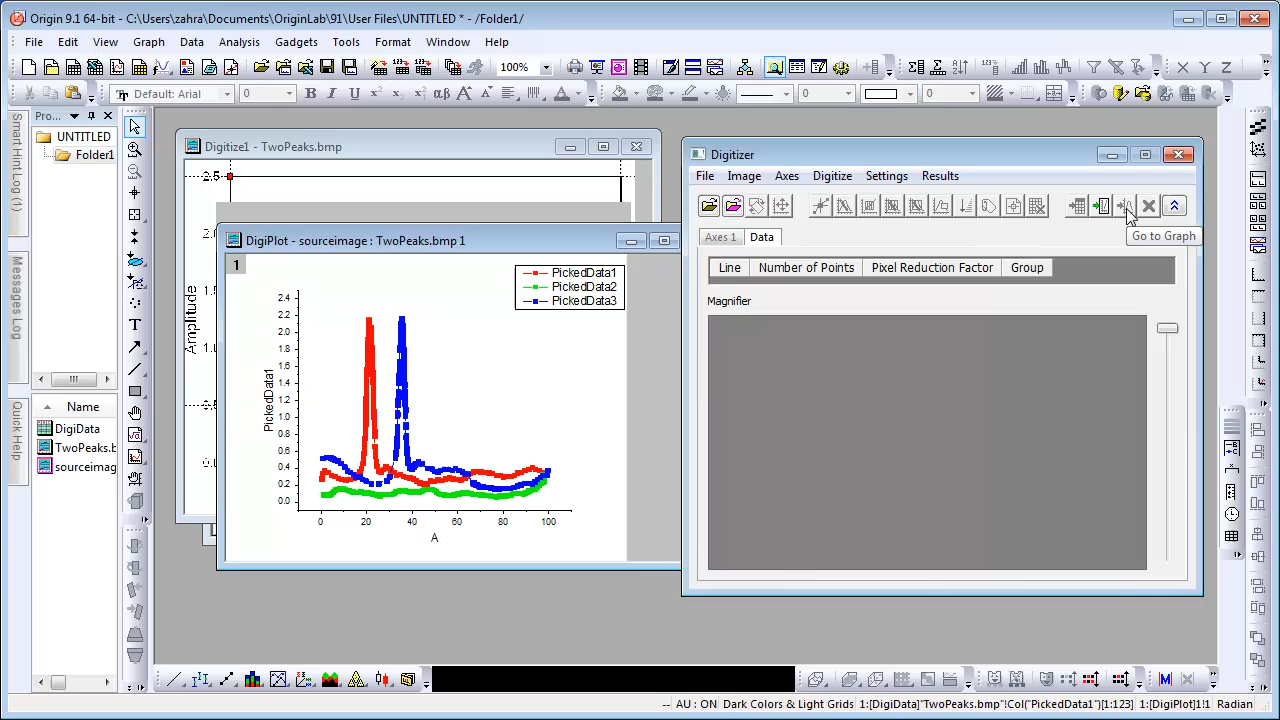 Origin 9.1 64-bit - C:\Users\zahra\Documents\OriginLab\91\User Files\UNTITLED * - /Folder1/
File Edit View Graph Data Analysis Gadgets Tools Format Window Help
100%
Default: Arial 0 B I U 0 0
Smart Hint Log (1)
Messages Log
Quick Help
Pro...
UNTITLED
Folder1
Name
DigiData
TwoPeaks.b
sourceimag
Digitize1 - TwoPeaks.bmp
2.5
Amplitude
DigiPlot - sourceimage : TwoPeaks.bmp 1
1
PickedData1
PickedData2
PickedData3
2.4
2.2
2.0
1.8
1.6
1.4
1.2
1.0
0.8
0.6
0.4
0.2
0.0
PickedData1
0 20 40 60 80 100
A
Digitizer
File Image Axes Digitize Settings Results
Go to Graph
Axes 1 Data
Line Number of Points Pixel Reduction Factor Group
Magnifier
X Y Z
-- AU : ON Dark Colors & Light Grids 1:[DigiData]"TwoPeaks.bmp"!Col("PickedData1")[1:123] 1:[DigiPlot]1!1 Radian